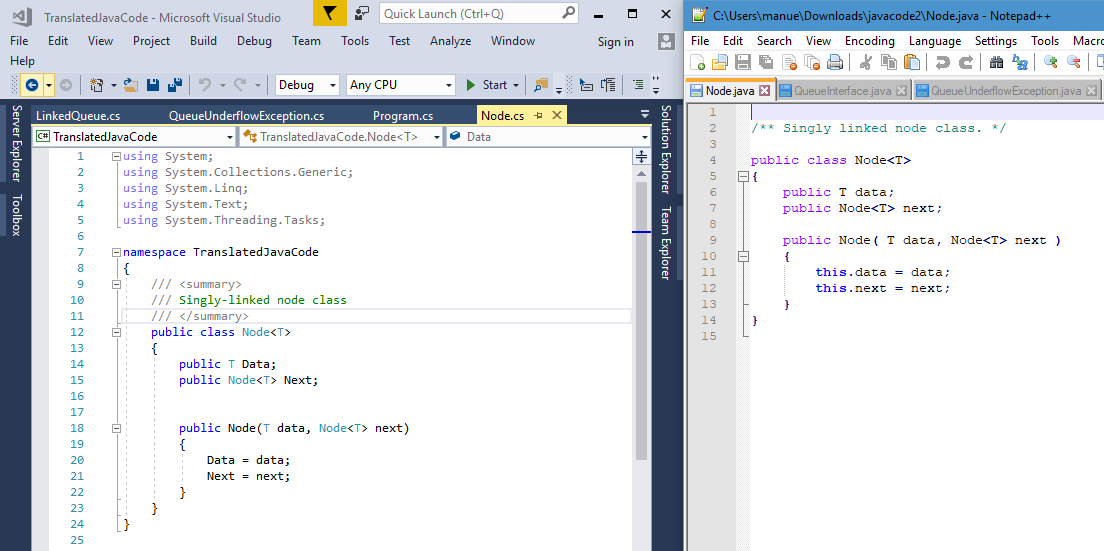 TranslatedJavaCode - Microsoft Visual Studio
Quick Launch (Ctrl+Q)
File Edit View Project Build Debug Team Tools Test Analyze Window Sign in
Help
Debug Any CPU Start
Server Explorer
Toolbox
LinkedQueue.cs QueueUnderflowException.cs Program.cs Node.cs
C# TranslatedJavaCode TranslatedJavaCode.Node<T> Data
1 using System;
2 using System.Collections.Generic;
3 using System.Linq;
4 using System.Text;
5 using System.Threading.Tasks;
6
7 namespace TranslatedJavaCode
8 {
9 /// <summary>
10 /// Singly-linked node class
11 /// </summary>
12 public class Node<T>
13 {
14 public T Data;
15 public Node<T> Next;
16
17
18 public Node(T data, Node<T> next)
19 {
20 Data = data;
21 Next = next;
22 }
23 }
24 }
25
Solution Explorer
Team Explorer
C:\Users\manue\Downloads\javacode2\Node.java - Notepad++
File Edit Search View Encoding Language Settings Tools Macro
Node.java QueueInterface.java QueueUnderflowException.java
1
2 /** Singly linked node class. */
3
4 public class Node<T>
5 {
6 public T data;
7 public Node<T> next;
8
9 public Node( T data, Node<T> next )
10 {
11 this.data = data;
12 this.next = next;
13 }
14 }
15